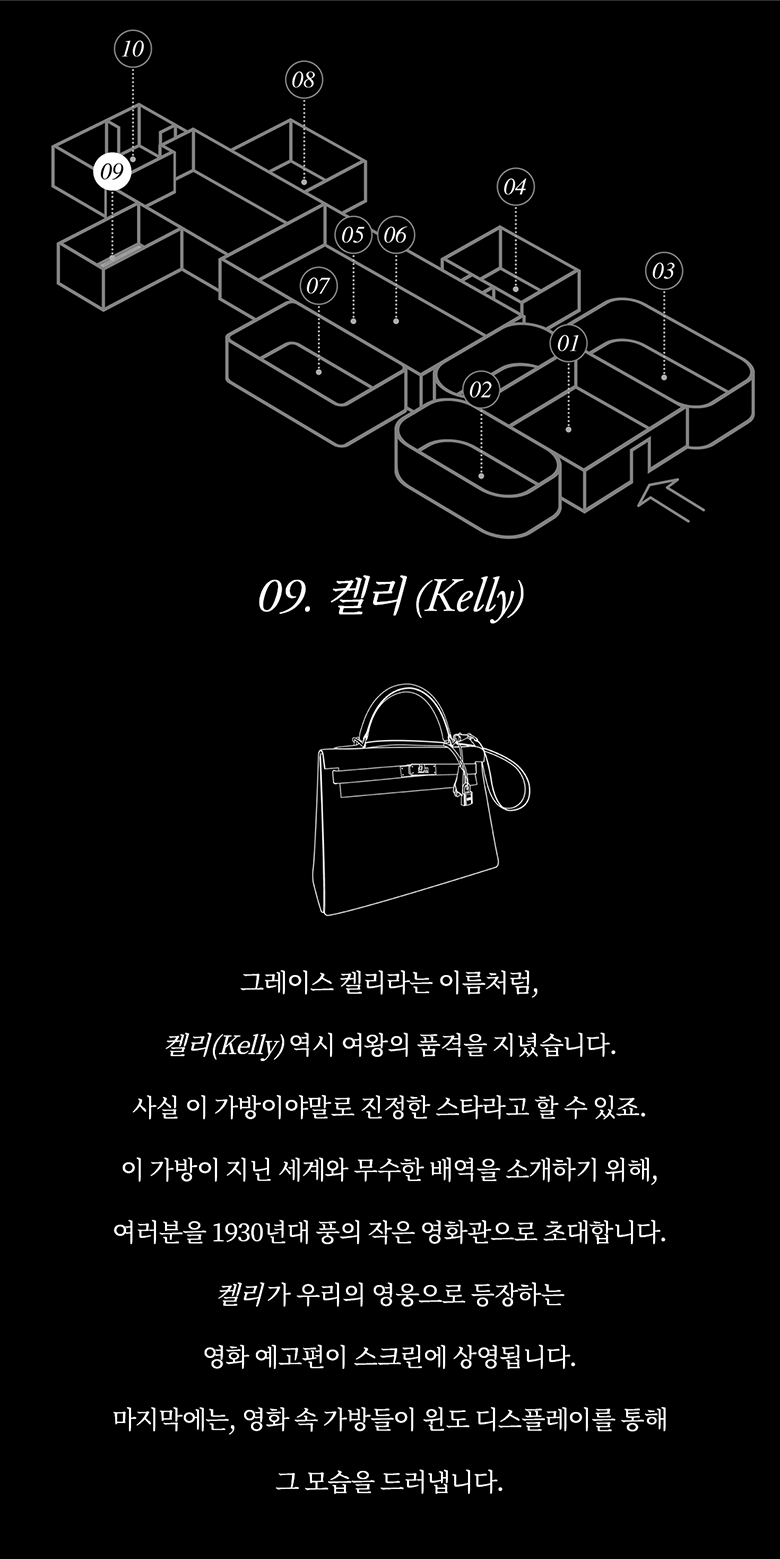 10
08
09
04
05 06
03
07
01
02
09. 켈리 (Kelly)
그레이스 켈리라는 이름처럼,
켈리(Kelly) 역시 여왕의 품격을 지녔습니다.
사실 이 가방이야말로 진정한 스타라고 할 수 있죠.
이 가방이 지닌 세계와 무수한 배역을 소개하기 위해,
여러분을 1930년대 풍의 작은 영화관으로 초대합니다.
켈리가 우리의 영웅으로 등장하는
영화 예고편이 스크린에 상영됩니다.
마지막에는, 영화 속 가방들이 윈도 디스플레이를 통해
그 모습을 드러냅니다.